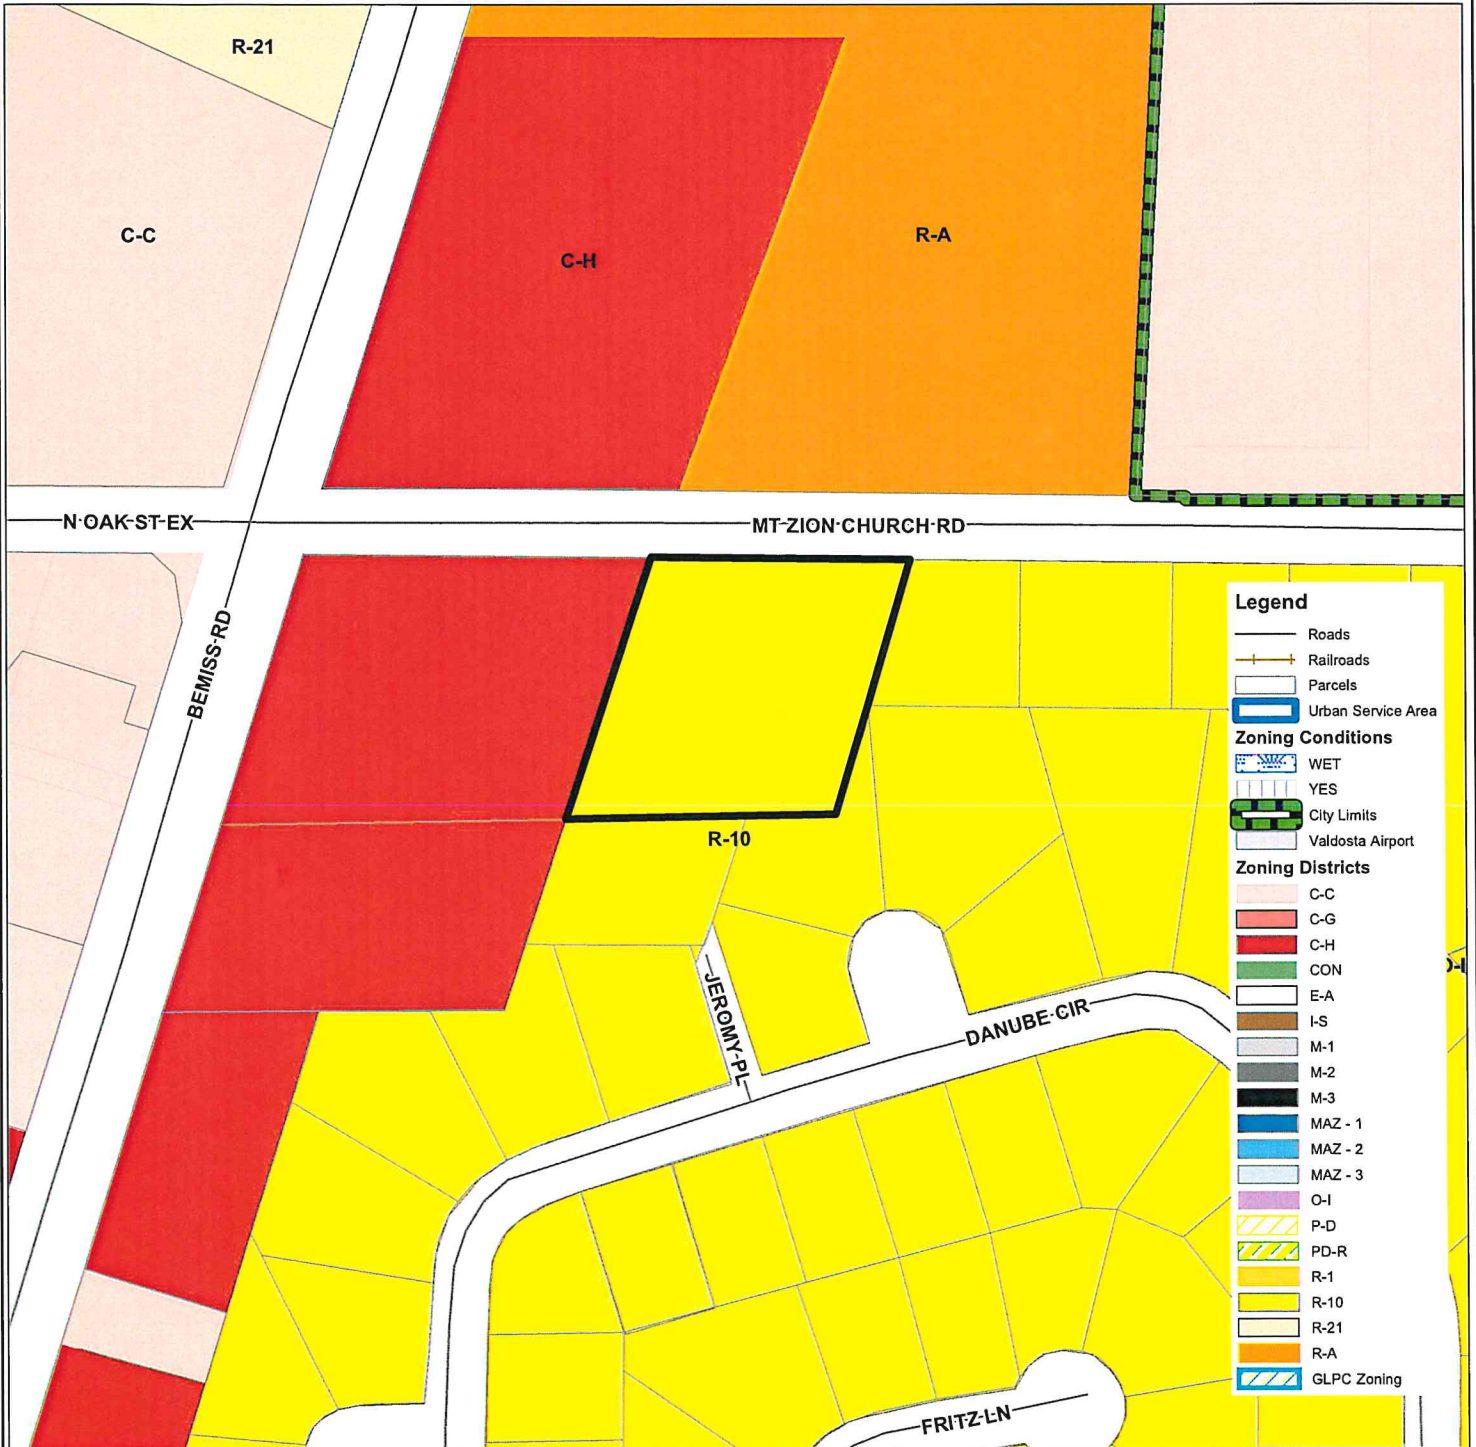 R-21
C-C
C-H
R-A
N OAK ST EX
MT ZION CHURCH RD
BEMISS RD
R-10
JEROMY PL
DANUBE CIR
FRITZ LN
Legend
Roads
Railroads
Parcels
Urban Service Area
Zoning Conditions
WET
YES
City Limits
Valdosta Airport
Zoning Districts
C-C
C-G
C-H
CON
E-A
I-S
M-1
M-2
M-3
MAZ - 1
MAZ - 2
MAZ - 3
O-I
P-D
PD-R
R-1
R-10
R-21
R-A
GLPC Zoning